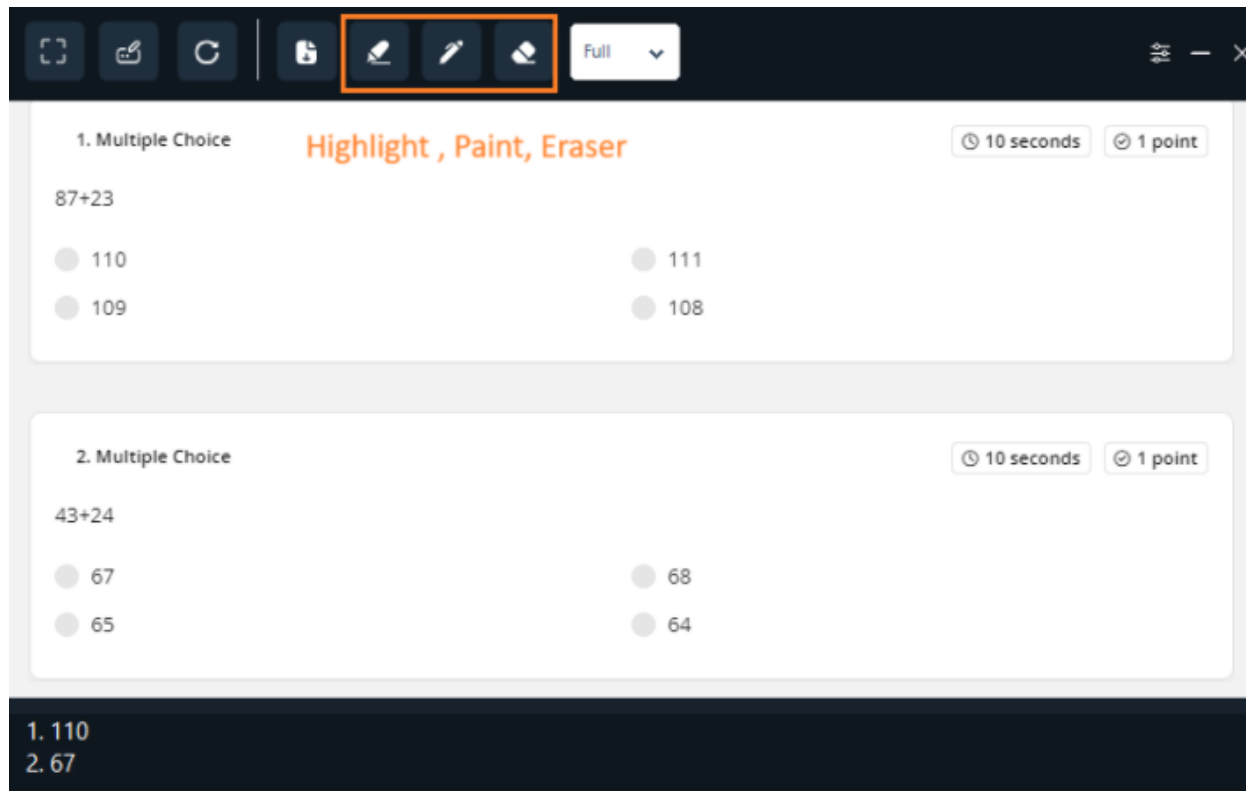 Full
1. Multiple Choice
Highlight , Paint, Eraser
10 seconds
1 point
87+23
110
111
109
108
2. Multiple Choice
10 seconds
1 point
43+24
67
68
65
64
1. 110
2. 67